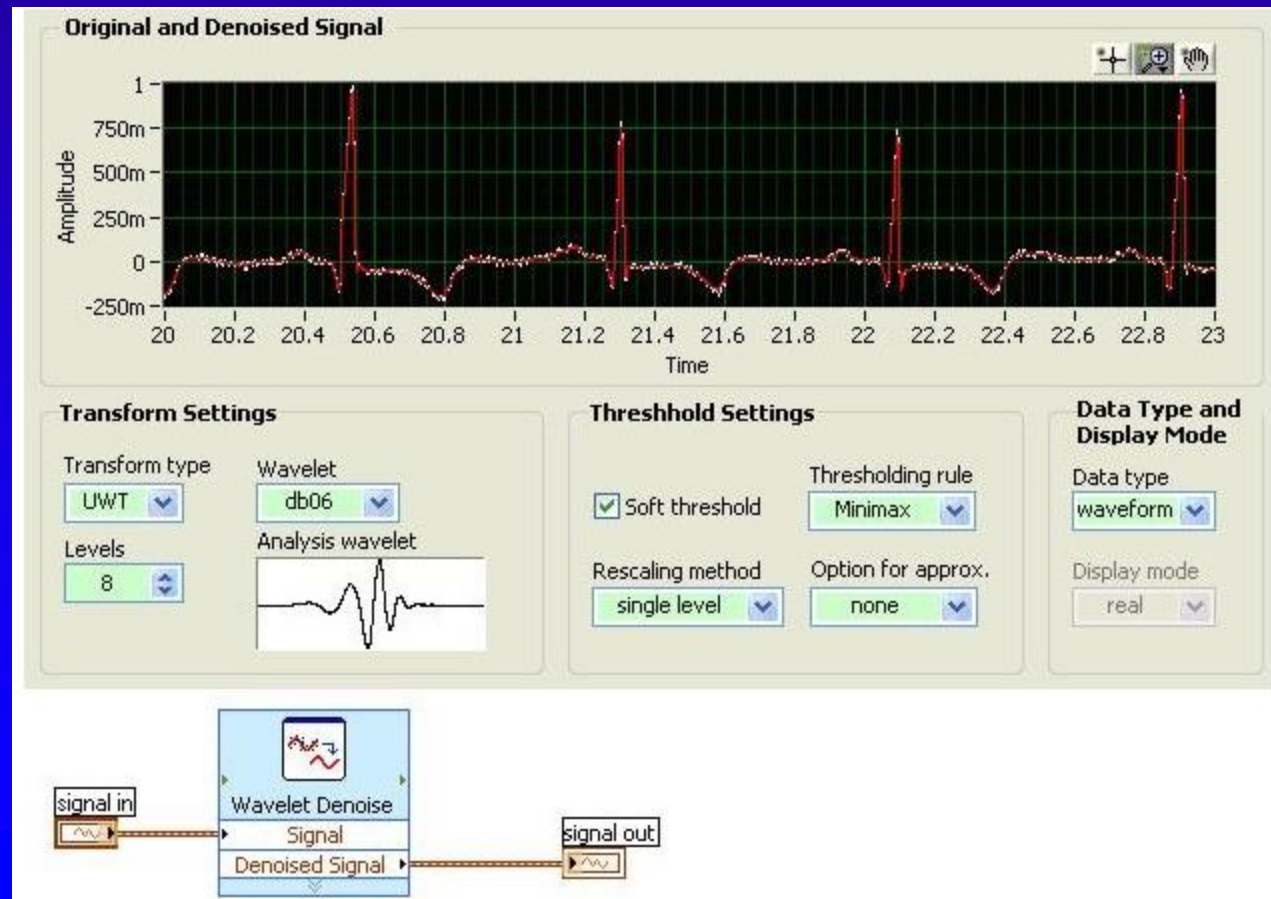 Original and Denoised Signal
1
750m
500m
250m
0
-250m
Amplitude
20 20.2 20.4 20.6 20.8 21 21.2 21.4 21.6 21.8 22 22.2 22.4 22.6 22.8 23
Time
Transform Settings
Transform type
UWT
Wavelet
db06
Levels
8
Analysis wavelet
Threshhold Settings
Soft threshold
Thresholding rule
Minimax
Rescaling method
single level
Option for approx.
none
Data Type and
Display Mode
Data type
waveform
Display mode
real
signal in
Wavelet Denoise
Signal
Denoised Signal
signal out